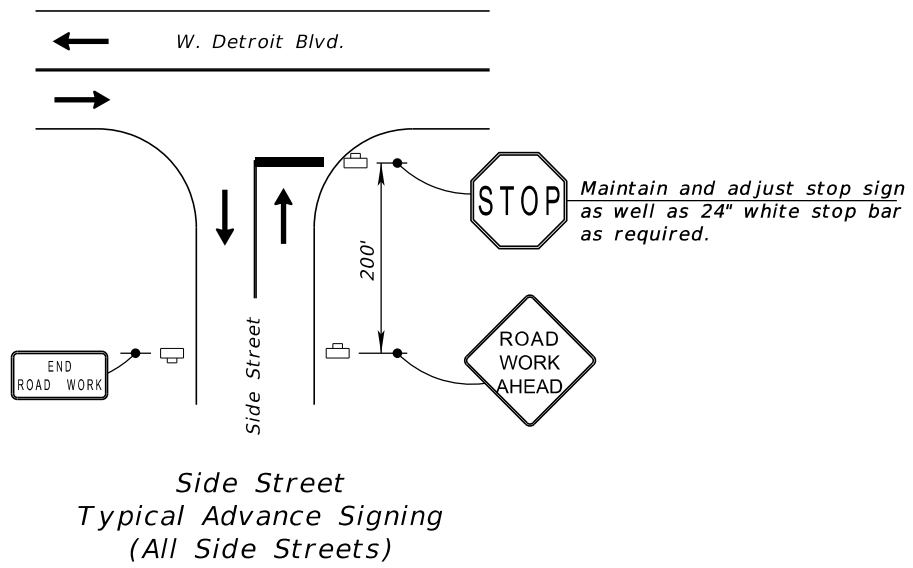 W. Detroit Blvd.
STOP
Maintain and adjust stop sign
as well as 24" white stop bar
as required.
200'
Side Street
ROAD
WORK
AHEAD
END
ROAD WORK
Side Street
Typical Advance Signing
(All Side Streets)